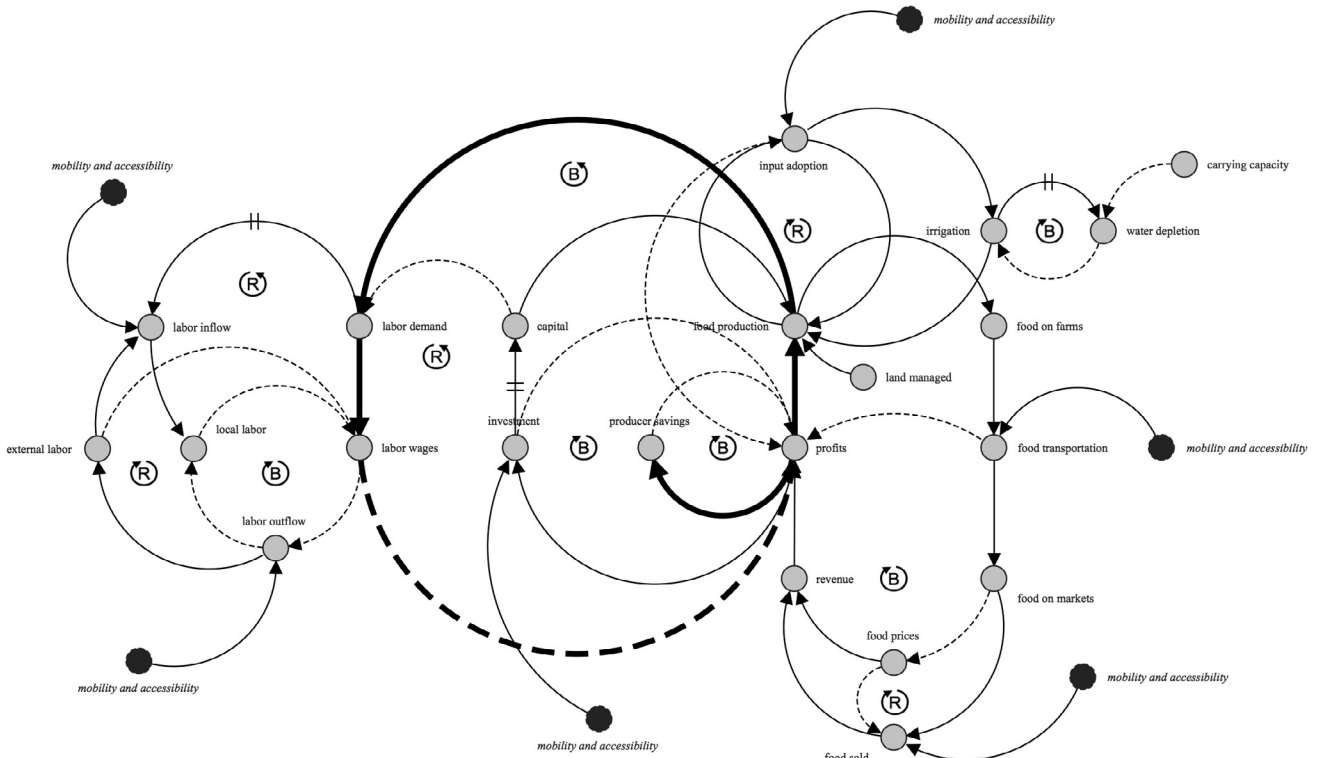 mobility and accessibility
mobility and accessibility
B
input adoption
carrying capacity
R
irrigation
B
water depletion
R
labor inflow
labor demand
capital
food production
food on farms
R
land managed
investment
producer savings
local labor
external labor
labor wages
B
B
profits
food transportation
mobility and accessibility
R
B
labor outflow
revenue
B
food on markets
food prices
mobility and accessibility
mobility and accessibility
R
mobility and accessibility
food sold